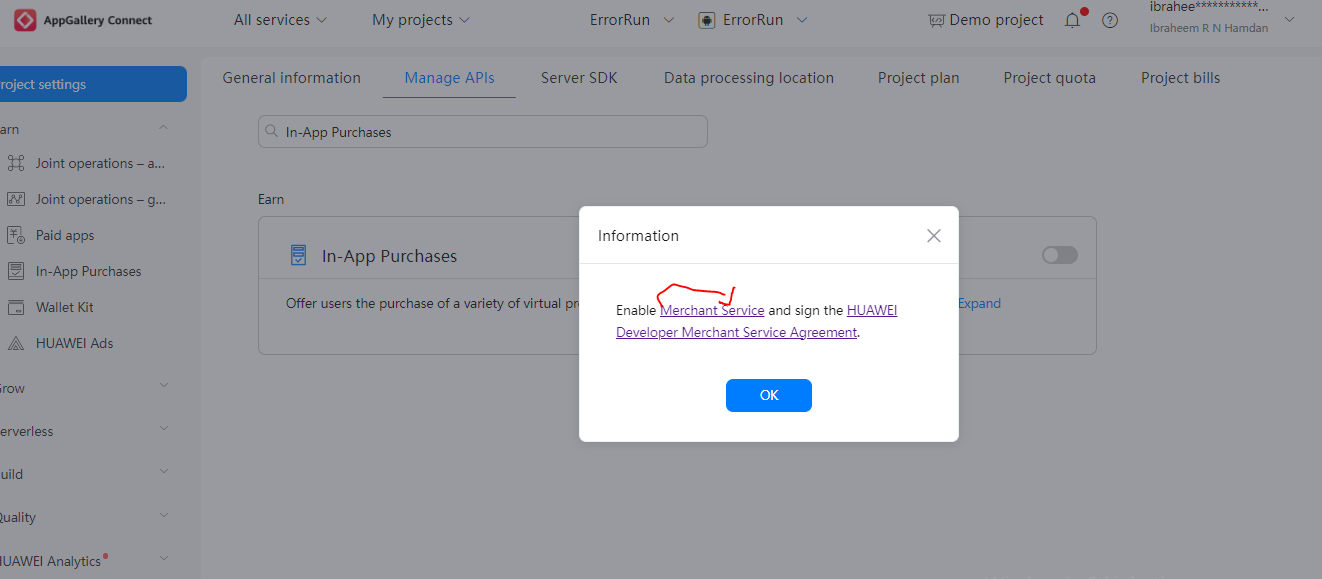 AppGallery Connect
All services
My projects
ErrorRun
ErrorRun
Demo project
ibrahee***********...
Ibraheem R N Hamdan
roject settings
General information
Manage APIs
Server SDK
Data processing location
Project plan
Project quota
Project bills
arn
Joint operations – a...
Joint operations – g...
Paid apps
In-App Purchases
Wallet Kit
HUAWEI Ads
row
erverless
uild
Quality
HUAWEI Analytics
In-App Purchases
Earn
In-App Purchases
Offer users the purchase of a variety of virtual pr
Expand
Information
Enable Merchant Service and sign the HUAWEI
Developer Merchant Service Agreement.
OK